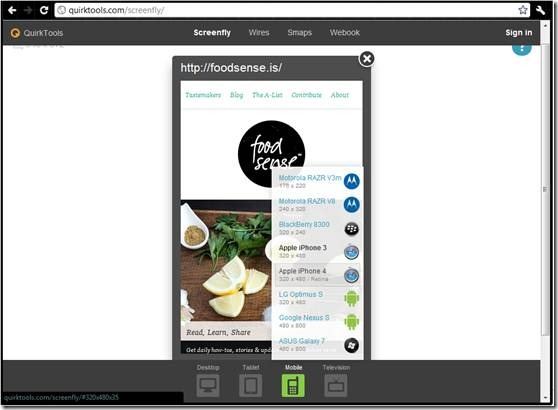 quirktools.com/screenfly/
QuirkTools
Screenfly
Wires
Smaps
Webook
Sign in
?
http://foodsense.is/
Tastemakers
Blog
The A-List
Contribute
About
food
sense™
Motorola RAZR V3m
176 x 220
Motorola RAZR V8
240 x 320
BlackBerry 8300
320 x 240
Apple iPhone 3
320 x 480
Apple iPhone 4
320 x 480 / Retina
LG Optimus S
320 x 480
Google Nexus S
480 x 800
ASUS Galaxy 7
480 x 800
Read, Learn, Share
Get daily how-tos, stories &
Desktop
Tablet
Mobile
Television
quirktools.com/screenfly/#320x480x35